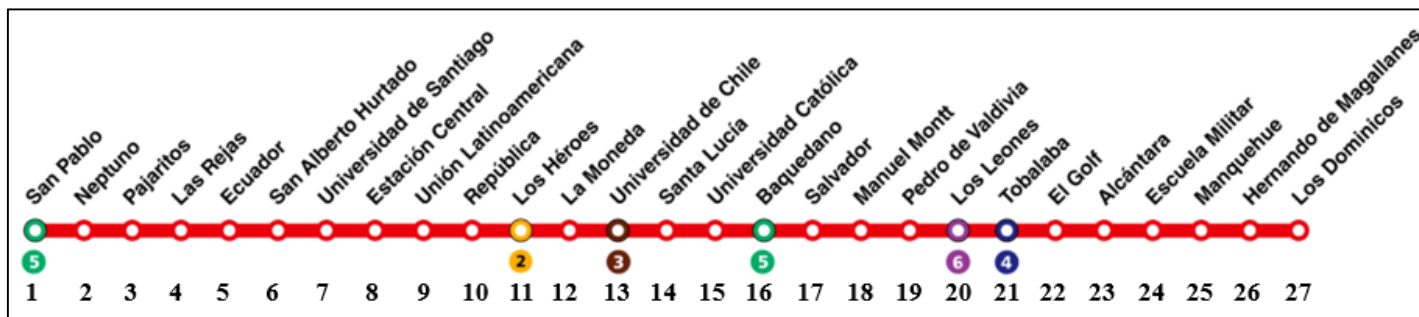 San Pablo
Neptuno
Pajaritos
Las Rejas
Ecuador
San Alberto Hurtado
Universidad de Santiago
Estación Central
Unión Latinoamericana
República
Los Héroes
La Moneda
Universidad de Chile
Santa Lucía
Universidad Católica
Baquedano
Salvador
Manuel Montt
Pedro de Valdivia
Los Leones
Tobalaba
El Golf
Alcántara
Escuela Militar
Manquehue
Hernando de Magallanes
Los Dominicos
5 2 3 5 6 4
1 2 3 4 5 6 7 8 9 10 11 12 13 14 15 16 17 18 19 20 21 22 23 24 25 26 27